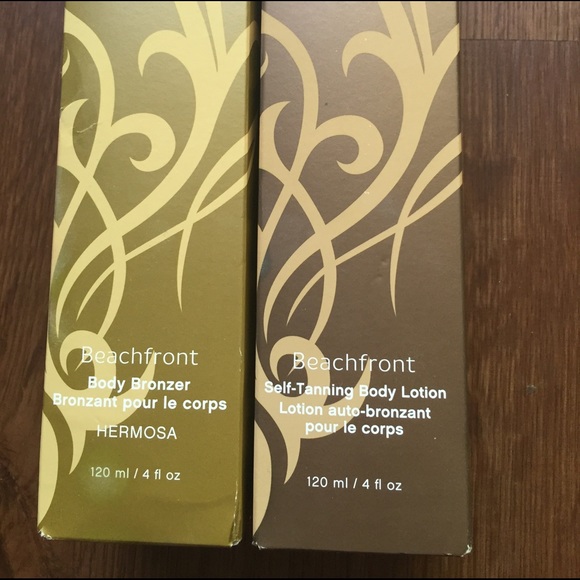 Beachfront
Body Bronzer
Bronzant pour le corps
HERMOSA
120 ml / 4 fl oz
Beachfront
Self-Tanning Body Lotion
Lotion auto-bronzant
pour le corps
120 ml / 4 fl oz